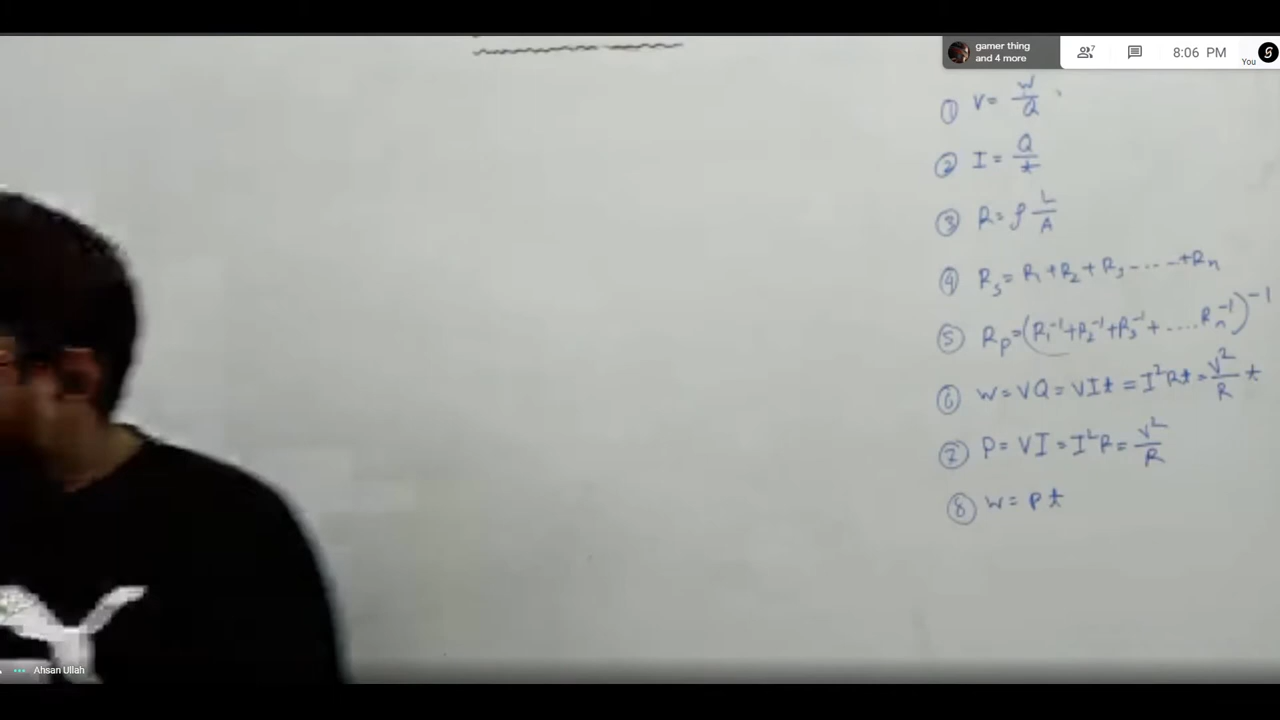 gamer thing
and 4 more
7
8:06 PM
You
① V = W/Q
② I = Q/t
③ R = ρ L/A
④ Rs = R1 + R2 + R3 ------ +Rn
⑤ Rp = (R1^-1 + R2^-1 + R3^-1 + ..... Rn^-1)^-1
⑥ W = VQ = VIt = I²Rt = V²/R t
⑦ P = VI = I²R = V²/R
⑧ W = Pt
Ahsan Ullah